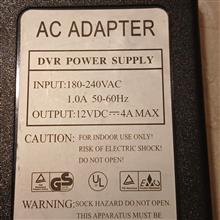 AC ADAPTER
DVR POWER SUPPLY
INPUT:180-240VAC
1.0A 50-60Hz
OUTPUT:12VDC⎓4A MAX
CAUTION: FOR INDOOR USE ONLY!
RISK OF ELECTRIC SHOCK!
DO NOT OPEN!
WARNING: SOCK HAZARD DO NOT OPEN.
THIS APPARATUS MUST BE